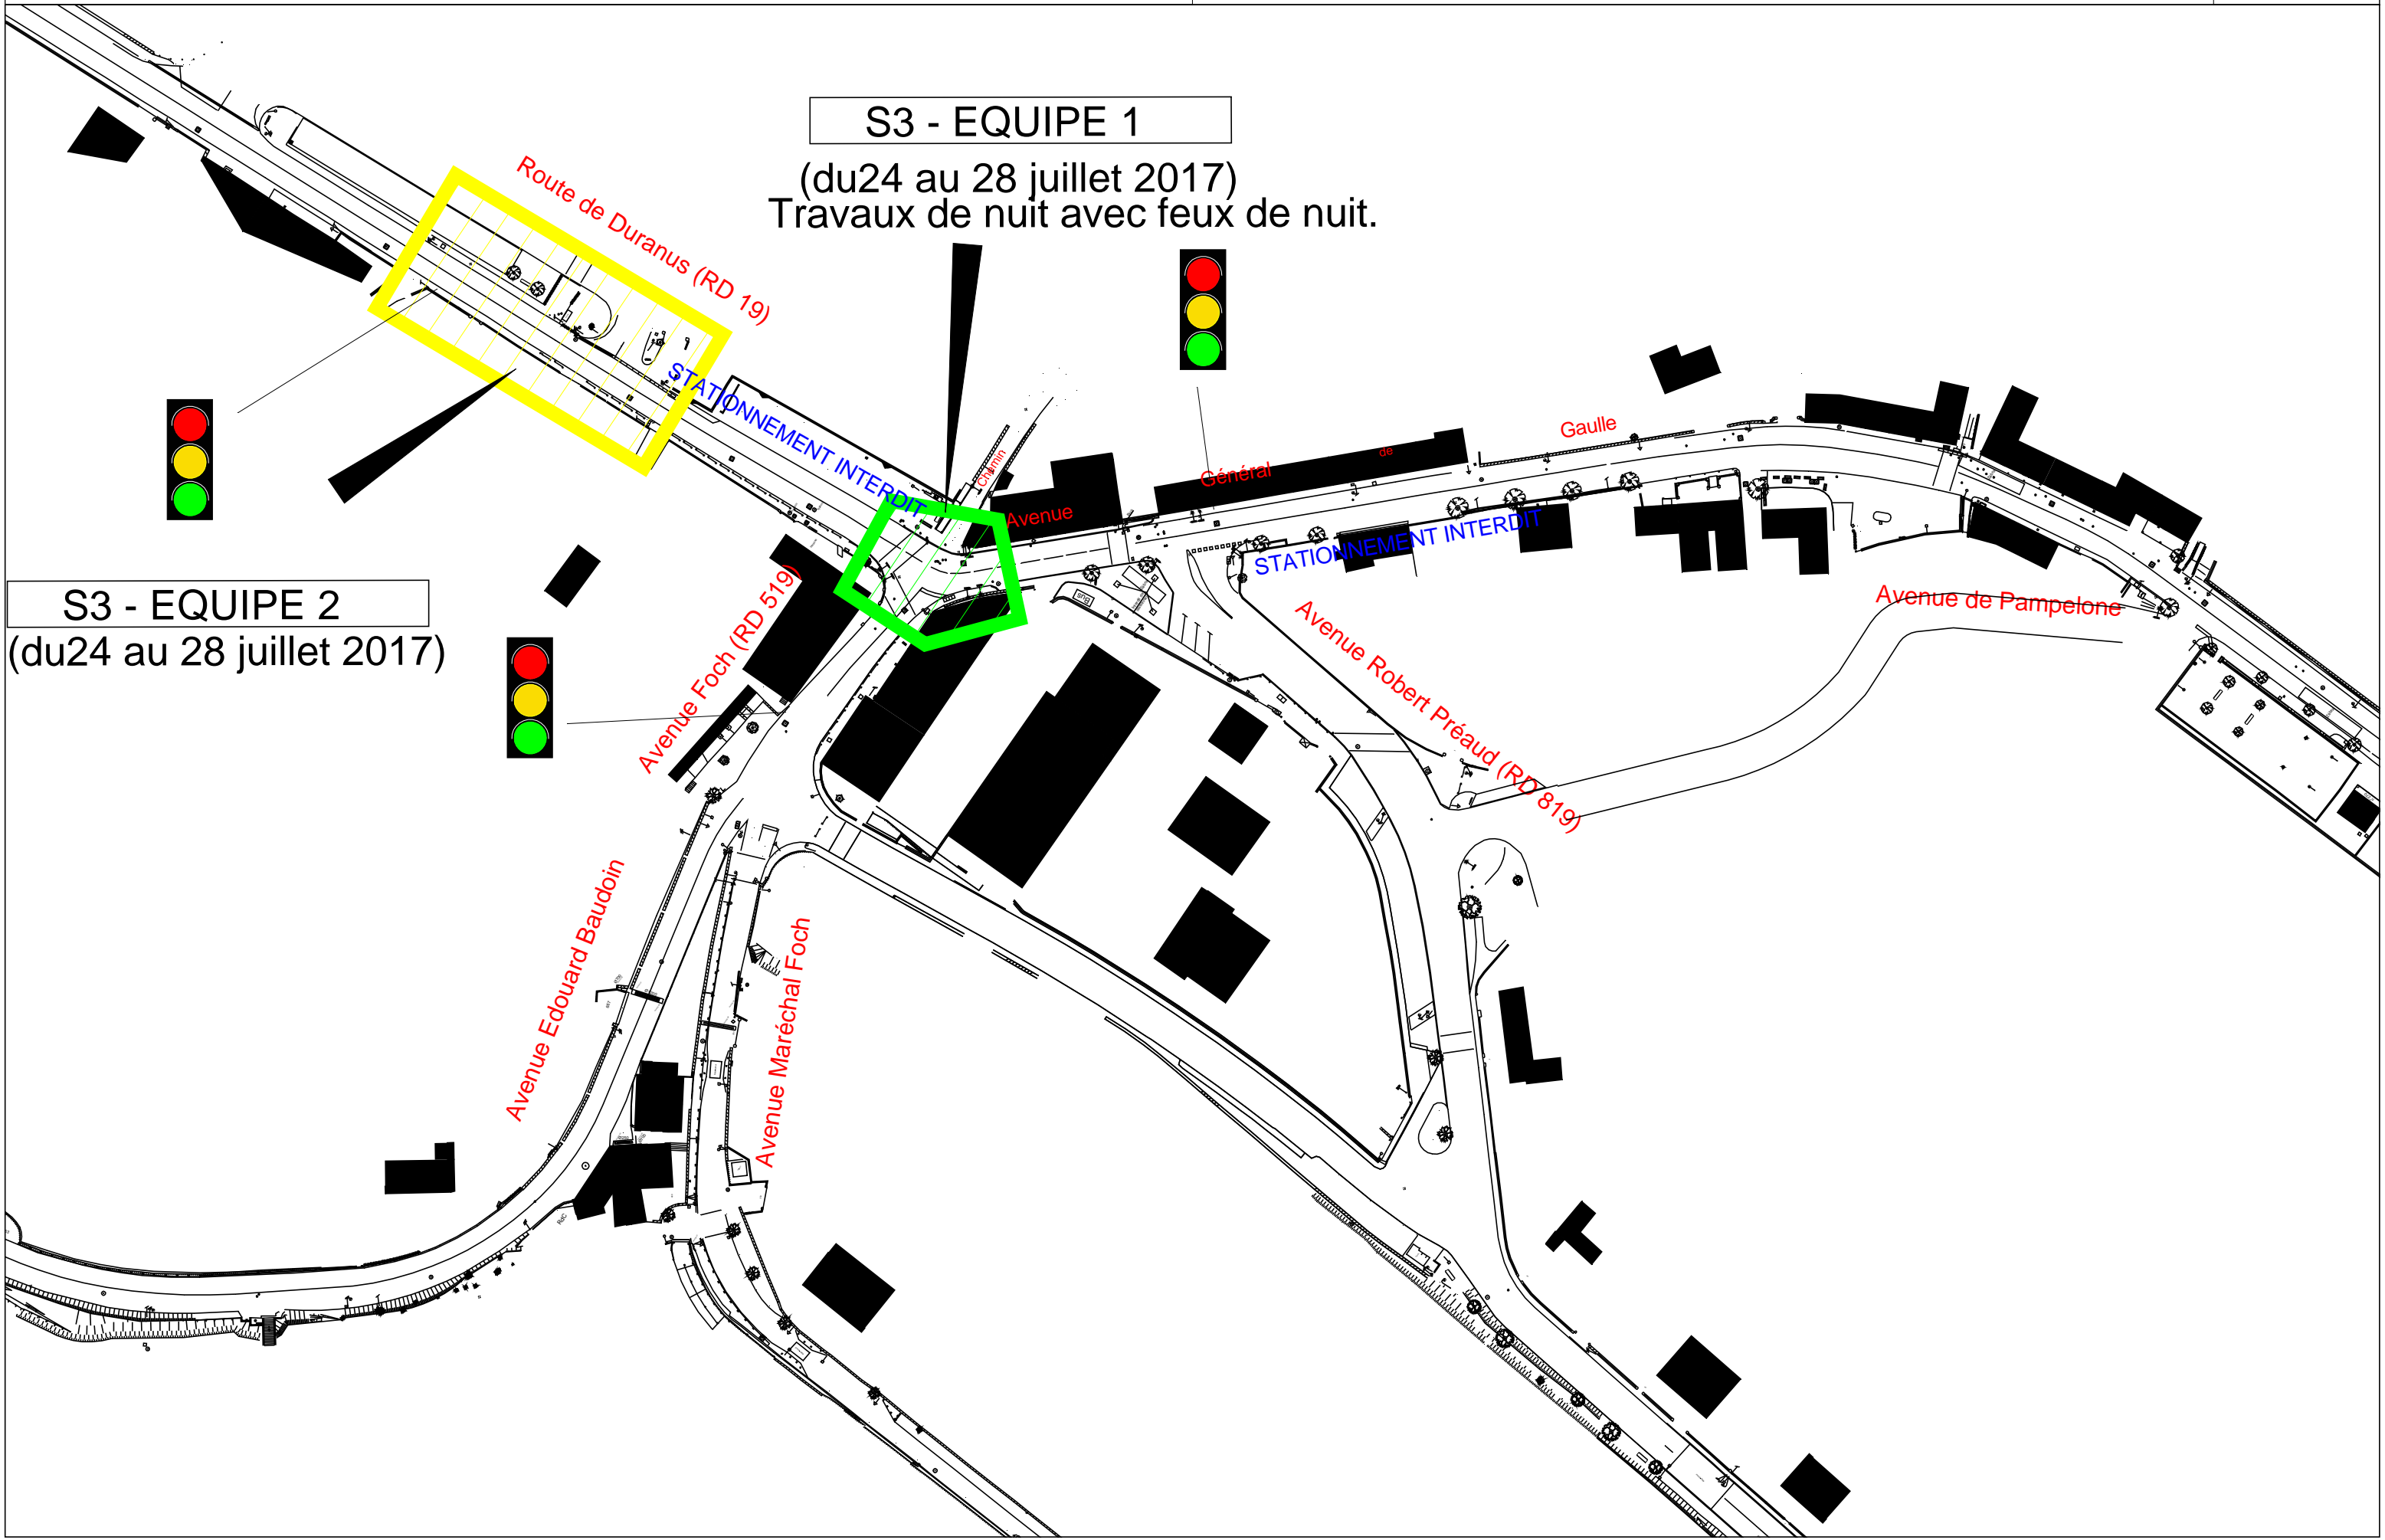 S3 - EQUIPE 1
(du24 au 28 juillet 2017)
Travaux de nuit avec feux de nuit.
Route de Duranus (RD 19)
STATIONNEMENT INTERDIT
Chemin
Avenue
Général
de
Gaulle
STATIONNEMENT INTERDIT
S3 - EQUIPE 2
(du24 au 28 juillet 2017)
Avenue Foch (RD 519)
Bus
Avenue Robert Préaud (RD 819)
Avenue de Pampelone
Avenue Edouard Baudoin
Avenue Maréchal Foch
RdC